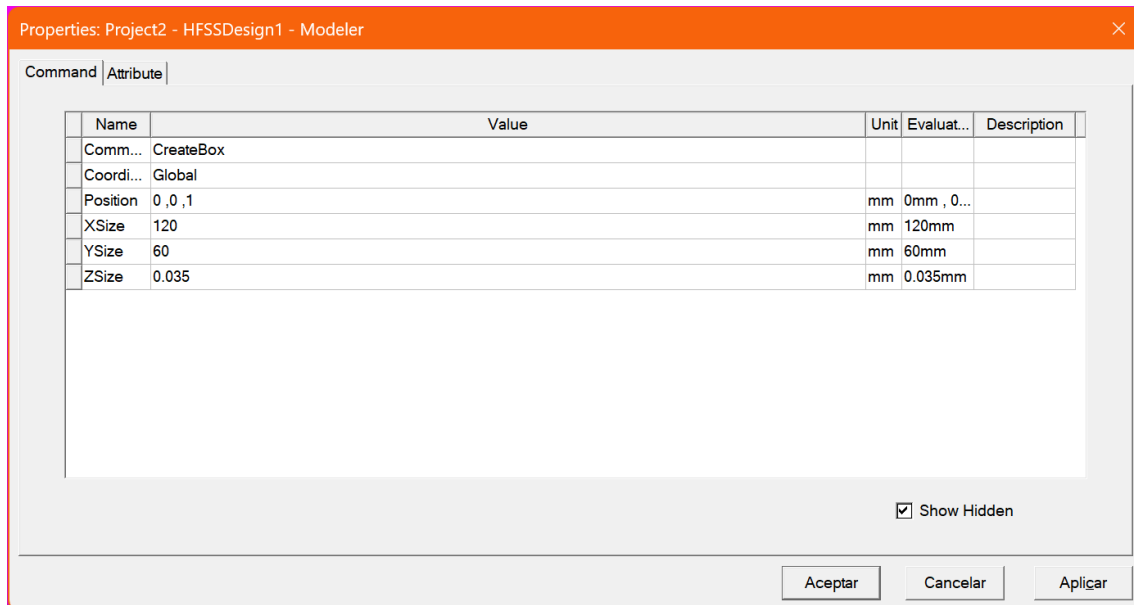 Properties: Project2 - HFSSDesign1 - Modeler
Command Attribute
Name Value Unit Evaluat... Description
Comm... CreateBox
Coordi... Global
Position 0 ,0 ,1 mm 0mm , 0...
XSize 120 mm 120mm
YSize 60 mm 60mm
ZSize 0.035 mm 0.035mm
Show Hidden
Aceptar Cancelar Aplicar